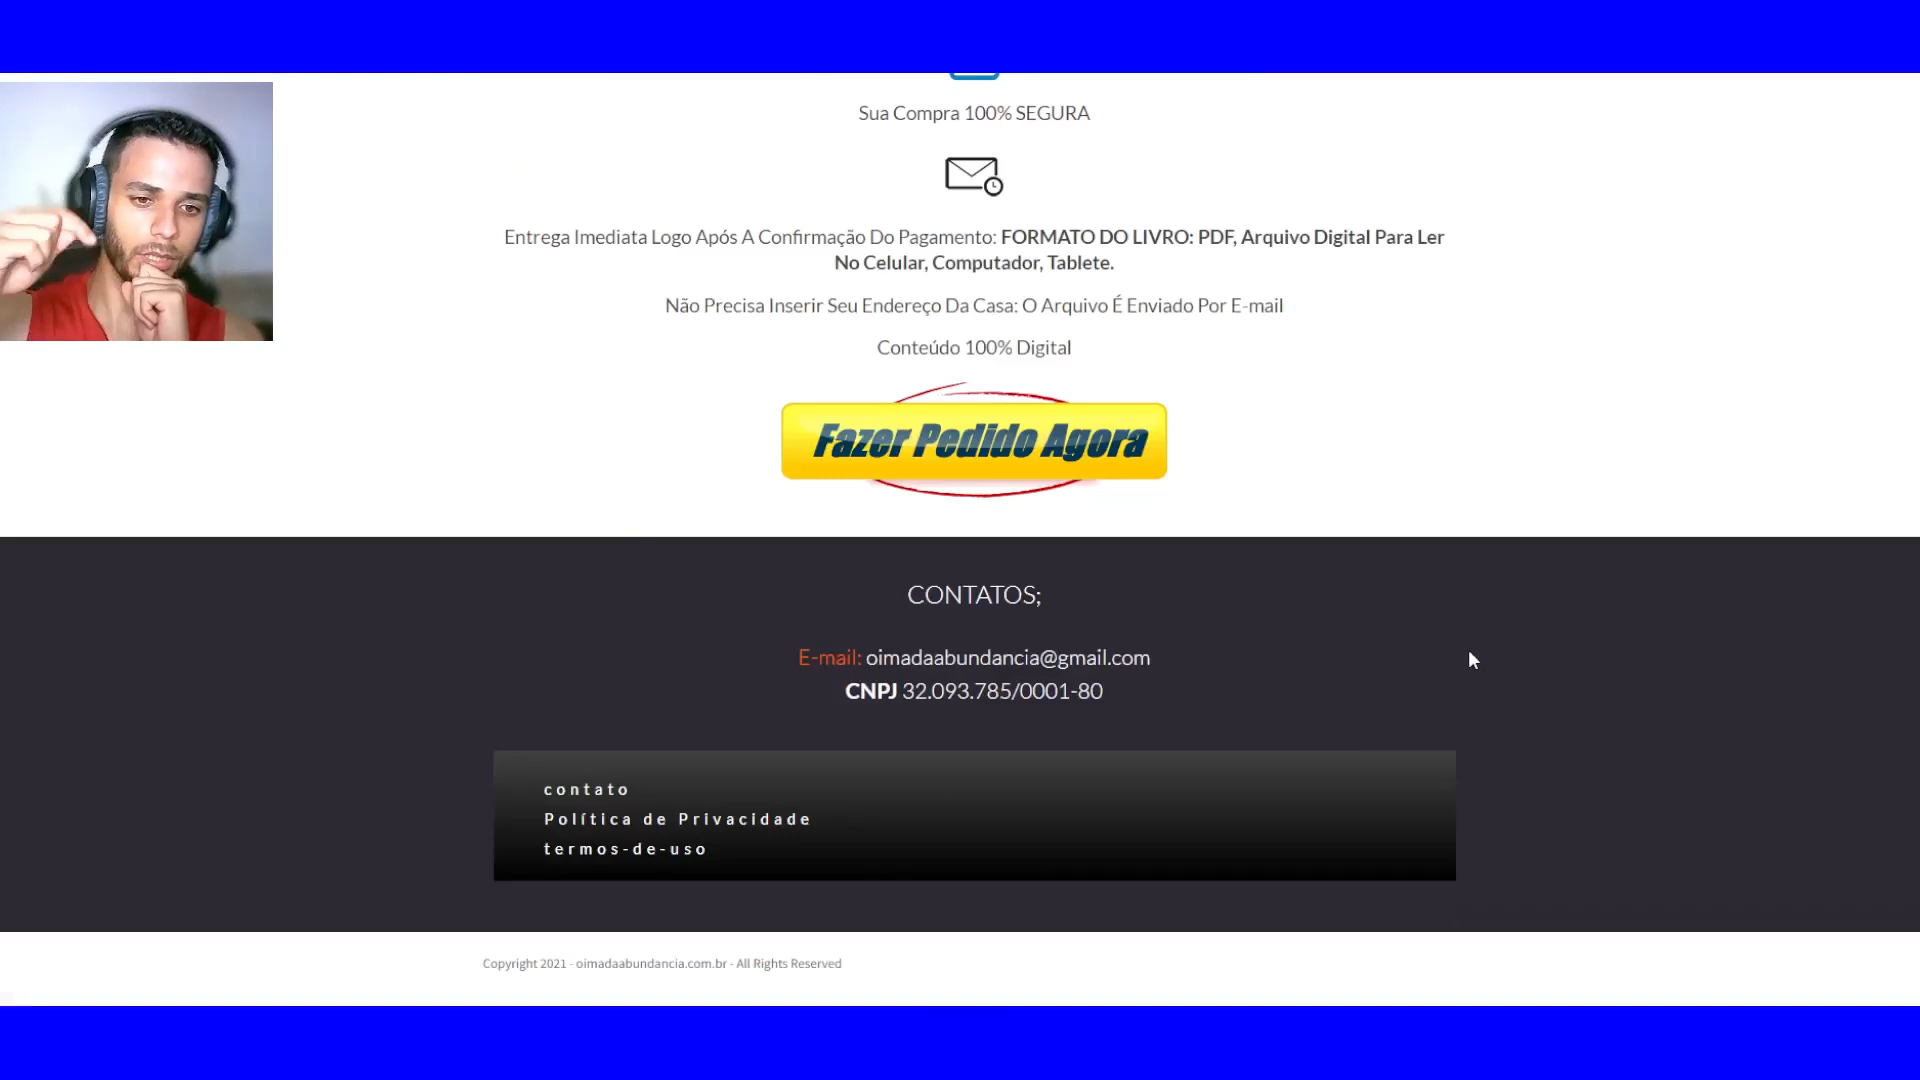 Sua Compra 100% SEGURA
Entrega Imediata Logo Após A Confirmação Do Pagamento: FORMATO DO LIVRO: PDF, Arquivo Digital Para Ler
No Celular, Computador, Tablete.
Não Precisa Inserir Seu Endereço Da Casa: O Arquivo É Enviado Por E-mail
Conteúdo 100% Digital
Fazer Pedido Agora
CONTATOS;
E-mail: oimadaabundancia@gmail.com
CNPJ 32.093.785/0001-80
contato
Política de Privacidade
termos-de-uso
Copyright 2021 - oimadaabundancia.com.br - All Rights Reserved